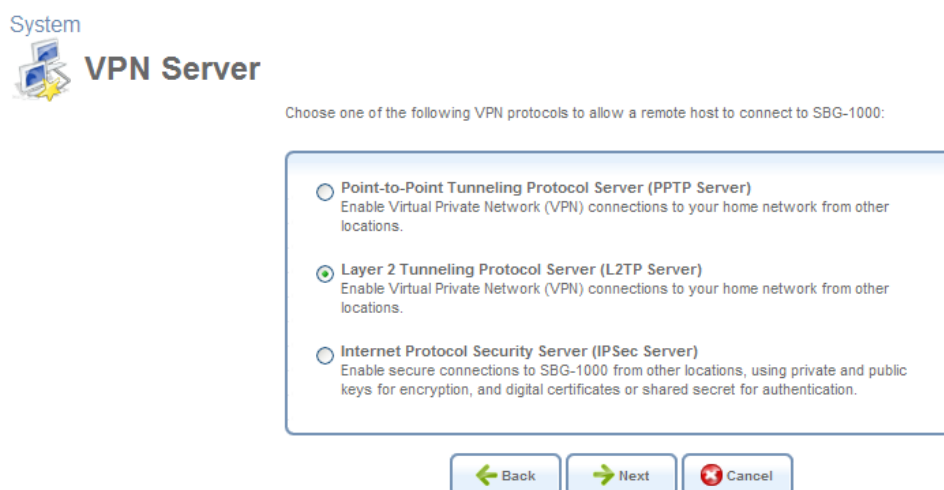 System
VPN Server
Choose one of the following VPN protocols to allow a remote host to connect to SBG-1000:
Point-to-Point Tunneling Protocol Server (PPTP Server)
Enable Virtual Private Network (VPN) connections to your home network from other
locations.
Layer 2 Tunneling Protocol Server (L2TP Server)
Enable Virtual Private Network (VPN) connections to your home network from other
locations.
Internet Protocol Security Server (IPSec Server)
Enable secure connections to SBG-1000 from other locations, using private and public
keys for encryption, and digital certificates or shared secret for authentication.
Back
Next
Cancel